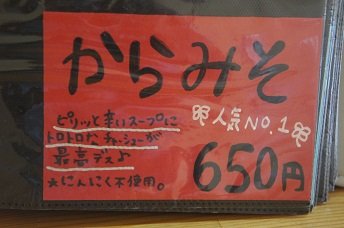 からみそ
ピリッと辛いスープに
トロトロな チャーシューが
最高デス♪
★にんにく不使用。
人気NO.1
650円